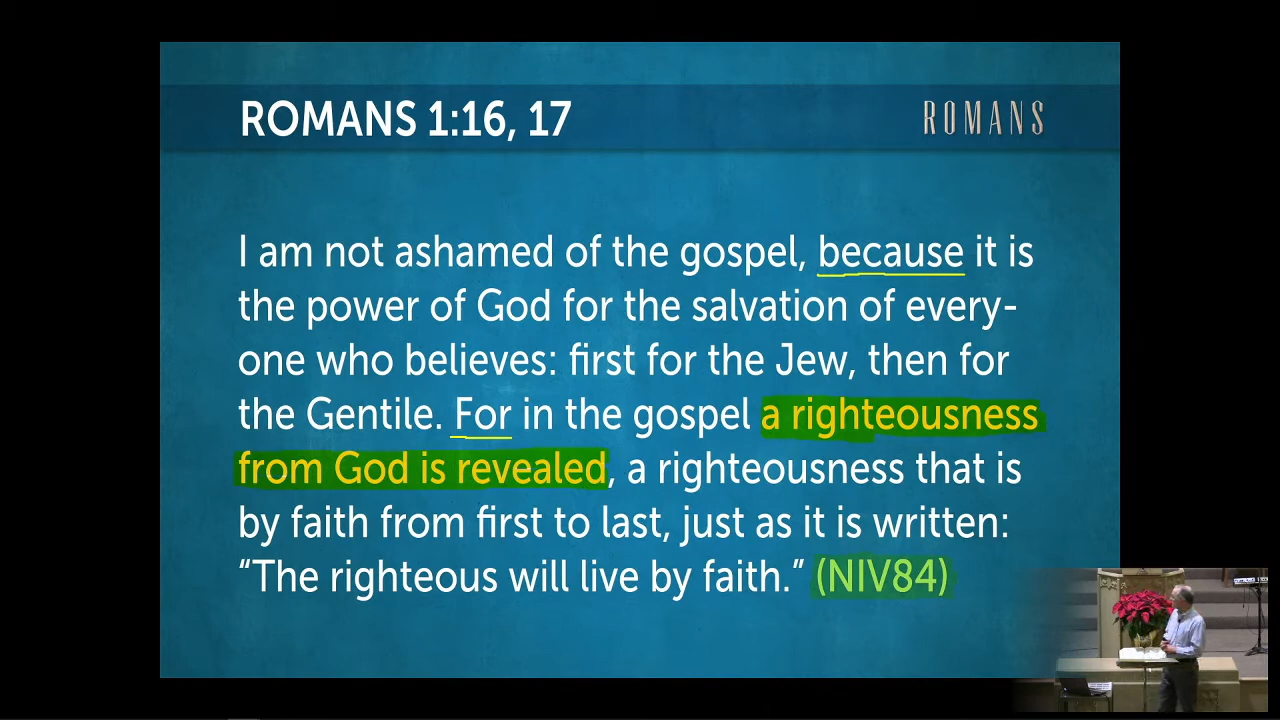 ROMANS 1:16, 17
ROMANS
I am not ashamed of the gospel, because it is
the power of God for the salvation of every-
one who believes: first for the Jew, then for
the Gentile. For in the gospel a righteousness
from God is revealed, a righteousness that is
by faith from first to last, just as it is written:
“The righteous will live by faith.” (NIV84)